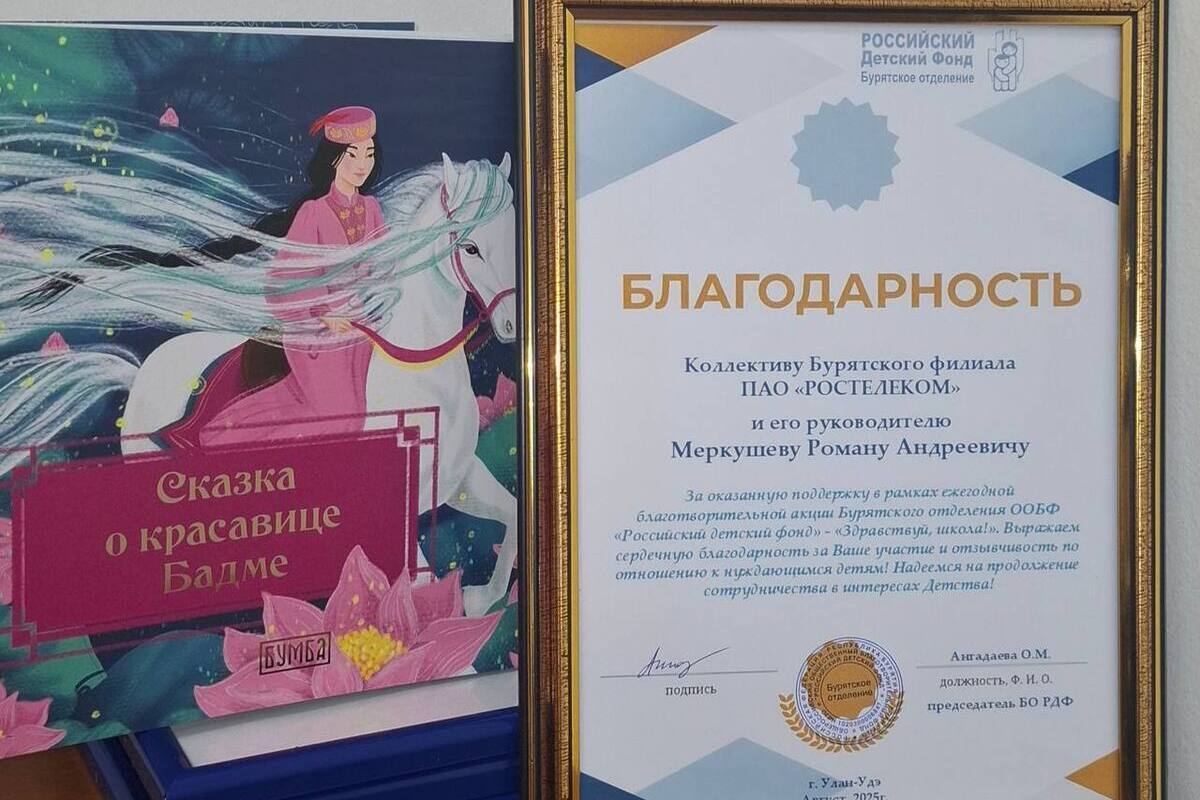 Сказка
о красавице
Бадме
БУМБА
РОССИЙСКИЙ
Детский Фонд
Бурятское отделение
БЛАГОДАРНОСТЬ
Коллективу Бурятского филиала
ПАО «РОСТЕЛЕКОМ»
и его руководителю
Меркушеву Роману Андреевичу
За оказанную поддержку в рамках ежегодной
благотворительной акции Бурятского отделения ООБФ
«Российский детский фонд» - «Здравствуй, школа!». Выражаем
сердечную благодарность за Ваше участие и отзывчивость по
отношению к нуждающимся детям! Надеемся на продолжение
сотрудничества в интересах Детства!
подпись
Бурятское
отделение
Ангадаева О.М.
должность, Ф. И. О.
председатель БО РДФ
г. Улан-Удэ
Август, 2025г.